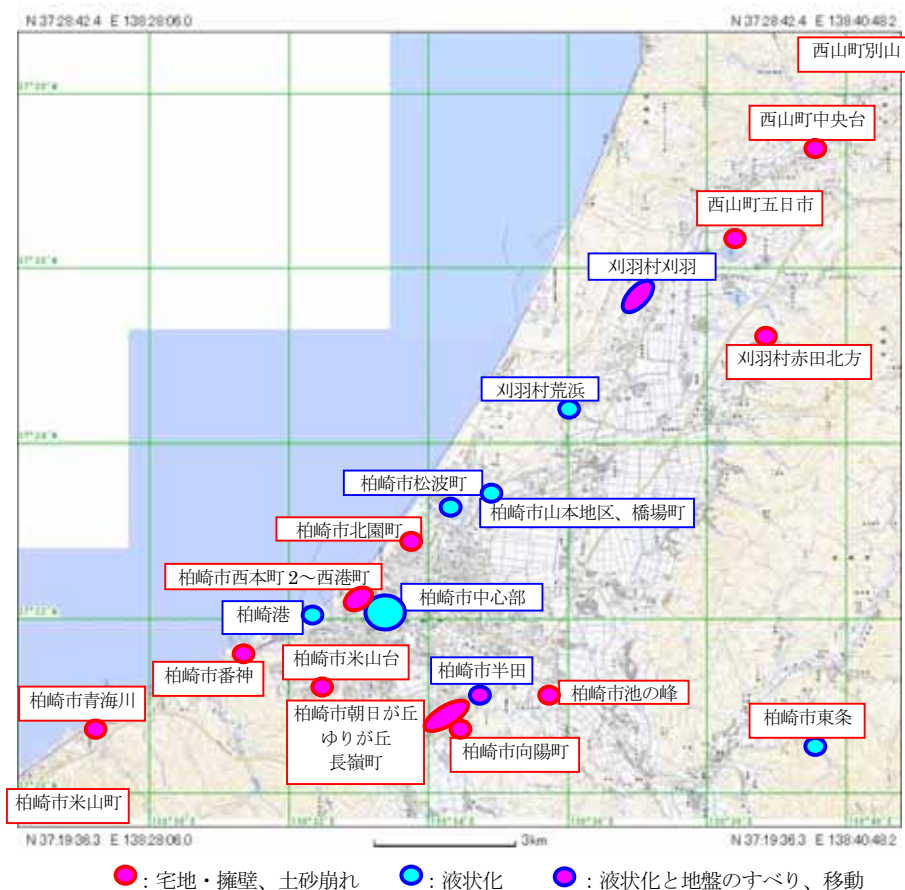 N 37:28:42.4 E 138:28:06.0
N 37:28:42.4 E 138:40:48.2
西山町別山
西山町中央台
西山町五日市
刈羽村刈羽
刈羽村赤田北方
刈羽村荒浜
柏崎市松波町
柏崎市山本地区、橋場町
柏崎市北園町
柏崎市西本町2～西港町
柏崎港
柏崎市中心部
柏崎市番神
柏崎市米山台
柏崎市半田
柏崎市池の峰
柏崎市青海川
柏崎市朝日が丘
ゆりが丘
長嶺町
柏崎市向陽町
柏崎市東条
柏崎市米山町
N 37:19:36.3 E 138:28:06.0
3km
N 37:19:36.3 E 138:40:48.2
：宅地・擁壁、土砂崩れ
：液状化
：液状化と地盤のすべり、移動